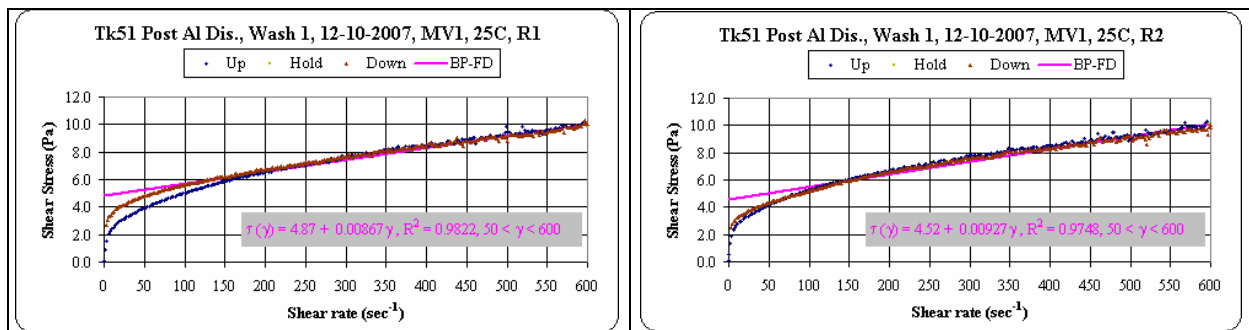 Tk51 Post Al Dis., Wash 1, 12-10-2007, MV1, 25C, R1
Up Hold Down BP-FD
Shear Stress (Pa)
12.0
10.0
8.0
6.0
4.0
2.0
0.0
τ(γ) = 4.87 + 0.00867γ, R² = 0.9822, 50 < γ < 600
0 50 100 150 200 250 300 350 400 450 500 550 600
Shear rate (sec⁻¹)
Tk51 Post Al Dis., Wash 1, 12-10-2007, MV1, 25C, R2
Up Hold Down BP-FD
Shear Stress (Pa)
12.0
10.0
8.0
6.0
4.0
2.0
0.0
τ(γ) = 4.52 + 0.00927γ, R² = 0.9748, 50 < γ < 600
0 50 100 150 200 250 300 350 400 450 500 550 600
Shear rate (sec⁻¹)